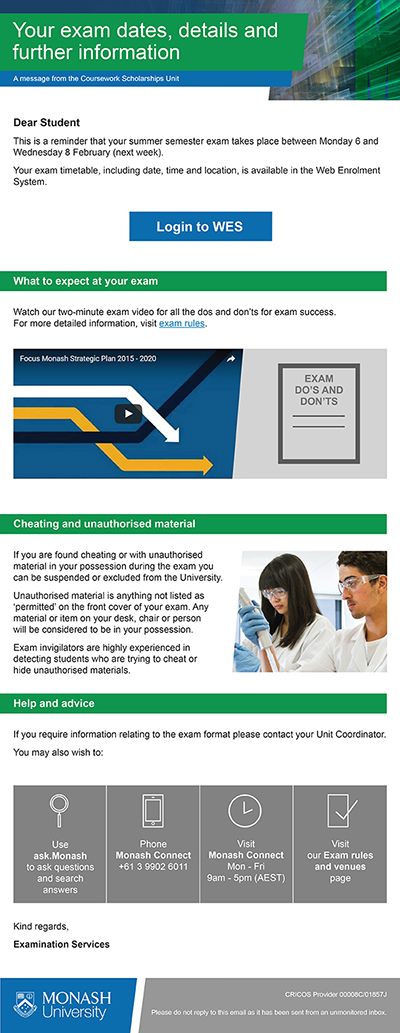 Your exam dates, details and
further information
A message from the Coursework Scholarships Unit
Dear Student
This is a reminder that your summer semester exam takes place between Monday 6 and
Wednesday 8 February (next week).
Your exam timetable, including date, time and location, is available in the Web Enrolment
System.
Login to WES
What to expect at your exam
Watch our two-minute exam video for all the dos and don'ts for exam success.
For more detailed information, visit exam rules.
Focus Monash Strategic Plan 2015 - 2020
EXAM
DO'S AND
DON'TS
Cheating and unauthorised material
If you are found cheating or with unauthorised
material in your possession during the exam you
can be suspended or excluded from the University.
Unauthorised material is anything not listed as
'permitted' on the front cover of your exam. Any
material or item on your desk, chair or person
will be considered to be in your possession.
Exam invigilators are highly experienced in
detecting students who are trying to cheat or
hide unauthorised materials.
Help and advice
If you require information relating to the exam format please contact your Unit Coordinator.
You may also wish to:
Use
ask.Monash
to ask questions
and search
answers
Phone
Monash Connect
+61 3 9902 6011
Visit
Monash Connect
Mon - Fri
9am - 5pm (AEST)
Visit
our Exam rules
and venues
page
Kind regards,
Examination Services
MONASH
University
CRICOS Provider 00008C/01857J
Please do not reply to this email as it has been sent from an unmonitored inbox.